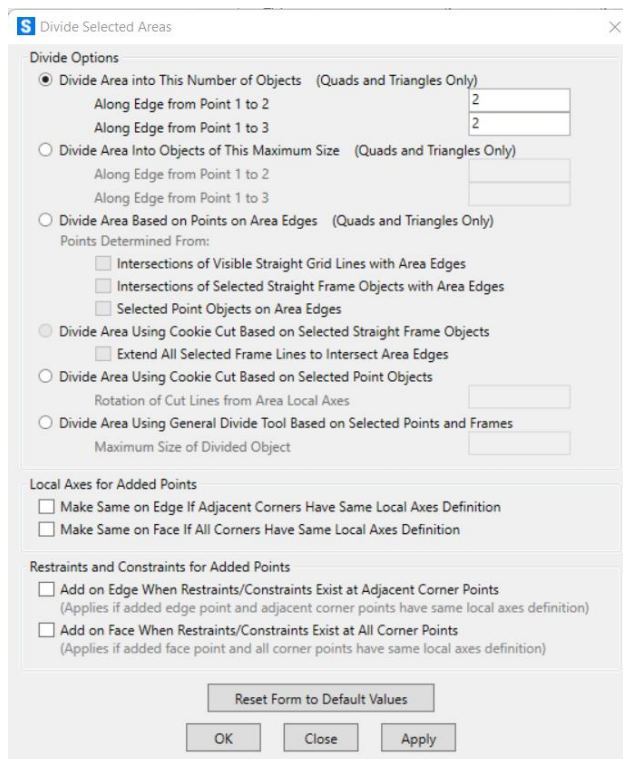 S Divide Selected Areas
Divide Options
Divide Area into This Number of Objects (Quads and Triangles Only)
Along Edge from Point 1 to 2 2
Along Edge from Point 1 to 3 2
Divide Area Into Objects of This Maximum Size (Quads and Triangles Only)
Along Edge from Point 1 to 2
Along Edge from Point 1 to 3
Divide Area Based on Points on Area Edges (Quads and Triangles Only)
Points Determined From:
Intersections of Visible Straight Grid Lines with Area Edges
Intersections of Selected Straight Frame Objects with Area Edges
Selected Point Objects on Area Edges
Divide Area Using Cookie Cut Based on Selected Straight Frame Objects
Extend All Selected Frame Lines to Intersect Area Edges
Divide Area Using Cookie Cut Based on Selected Point Objects
Rotation of Cut Lines from Area Local Axes
Divide Area Using General Divide Tool Based on Selected Points and Frames
Maximum Size of Divided Object
Local Axes for Added Points
Make Same on Edge If Adjacent Corners Have Same Local Axes Definition
Make Same on Face If All Corners Have Same Local Axes Definition
Restraints and Constraints for Added Points
Add on Edge When Restraints/Constraints Exist at Adjacent Corner Points
(Applies if added edge point and adjacent corner points have same local axes definition)
Add on Face When Restraints/Constraints Exist at All Corner Points
(Applies if added face point and all corner points have same local axes definition)
Reset Form to Default Values
OK Close Apply